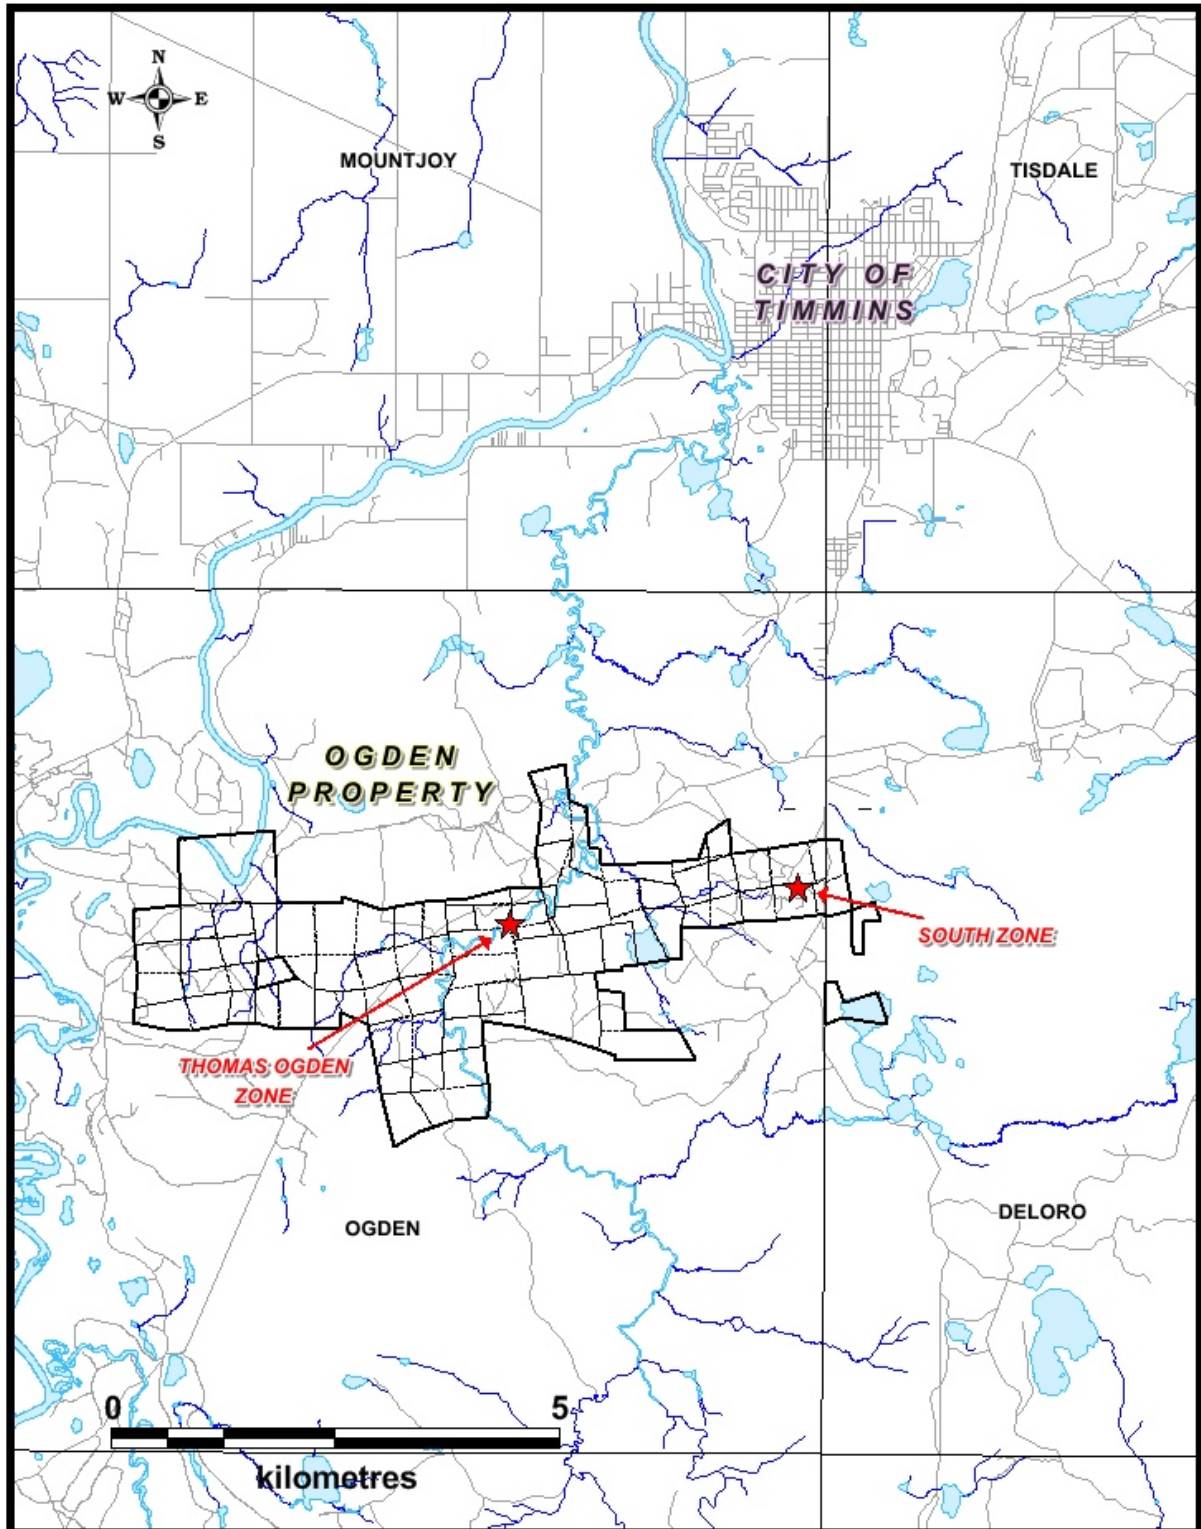 N
W E
S
MOUNTJOY
TISDALE
CITY OF
TIMMINS
OGDEN
PROPERTY
SOUTH ZONE
THOMAS OGDEN
ZONE
OGDEN
DELORO
0 5
kilometres